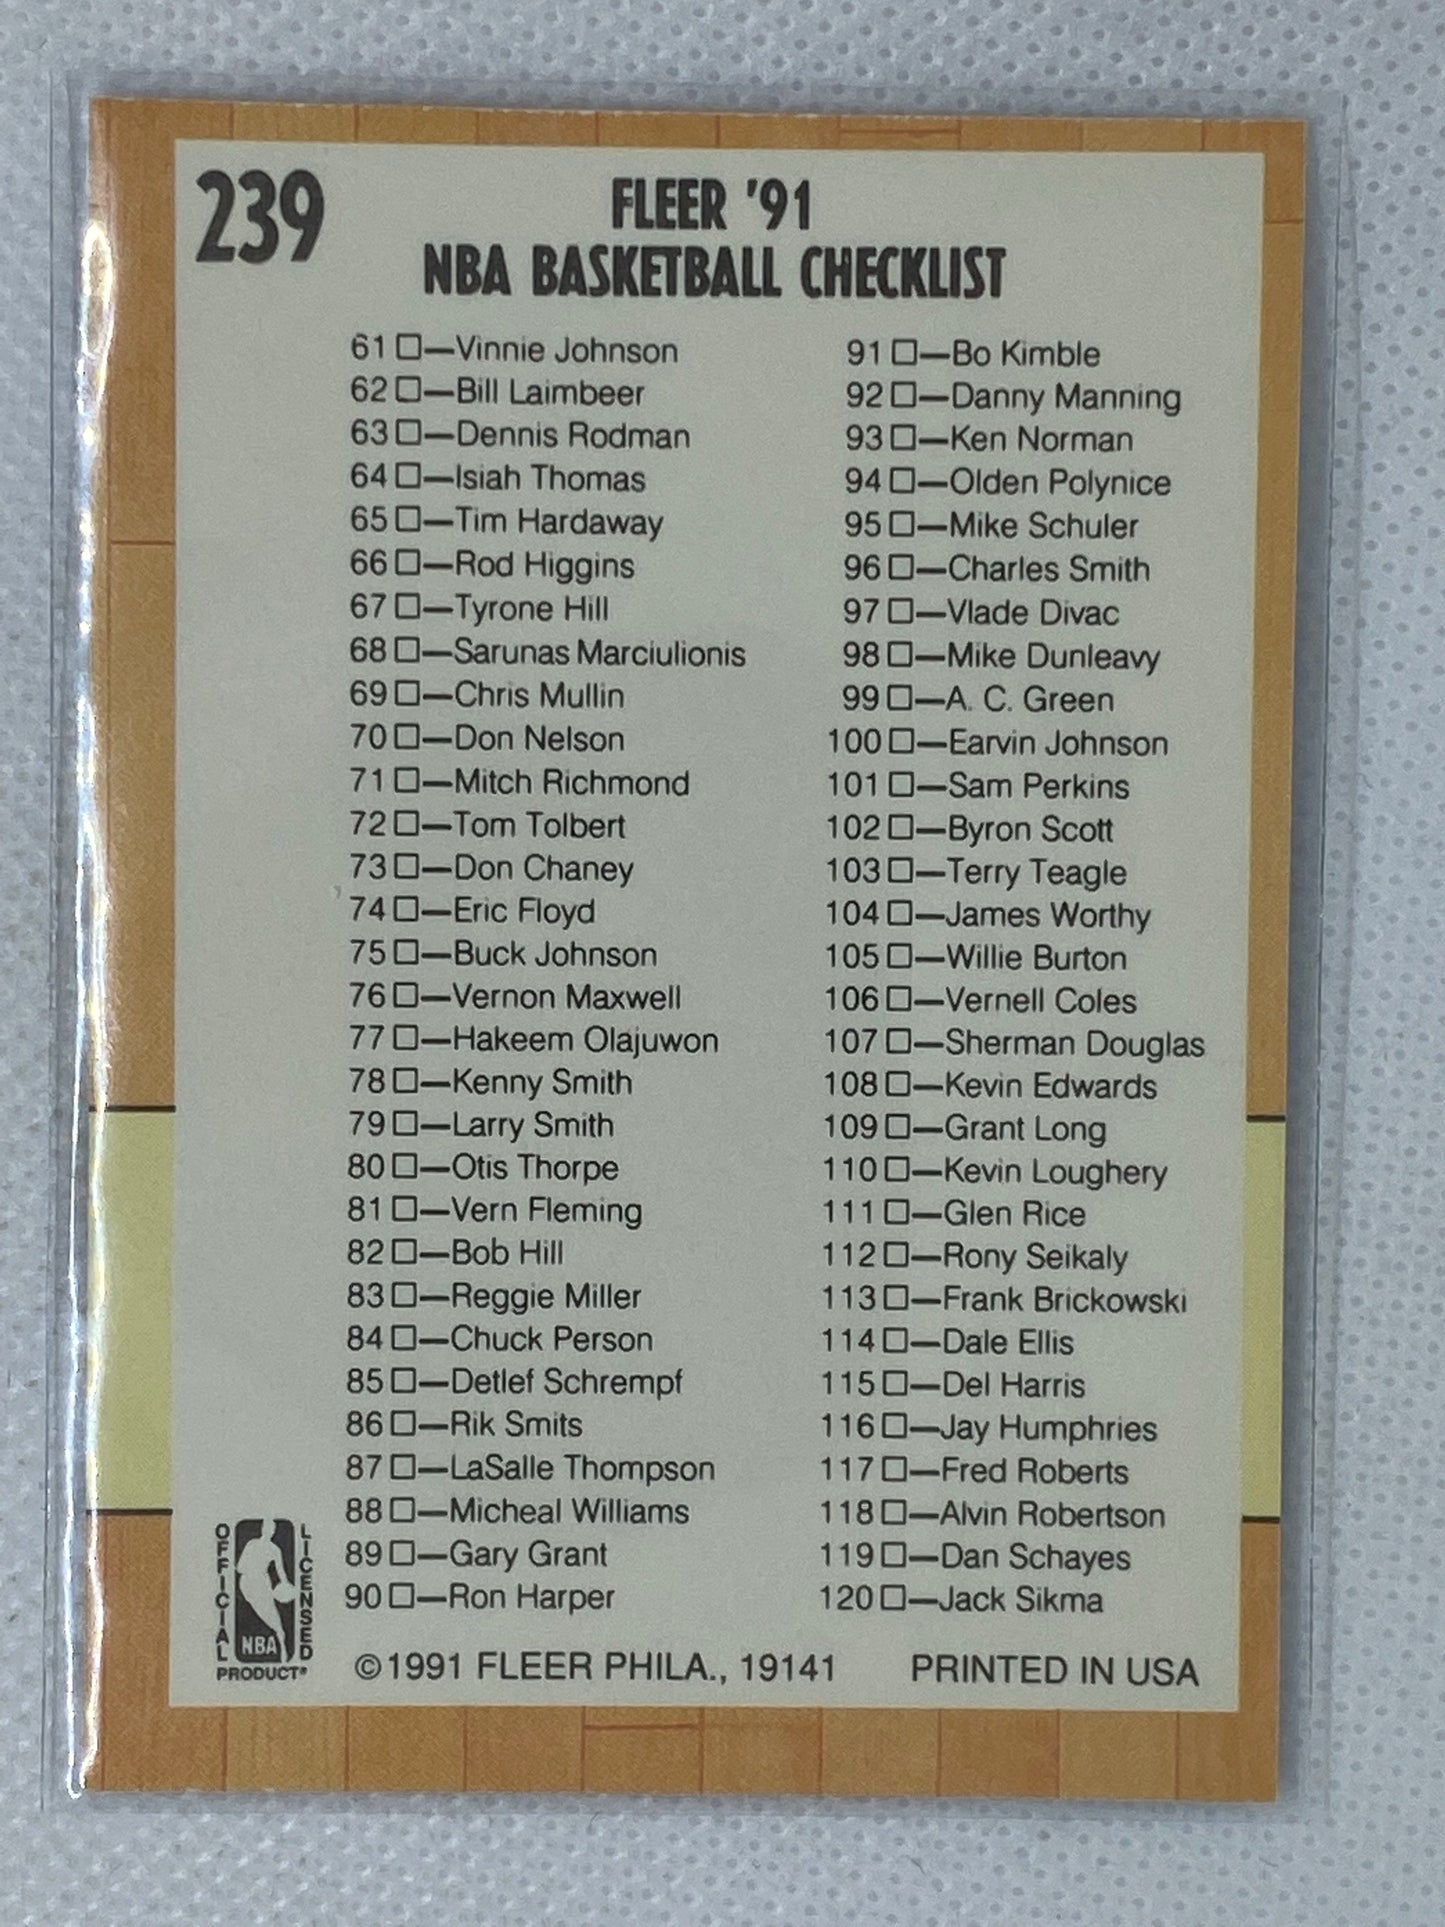 239
FLEER '91
NBA BASKETBALL CHECKLIST
61 □—Vinnie Johnson
62 □—Bill Laimbeer
63 □—Dennis Rodman
64 □—Isiah Thomas
65 □—Tim Hardaway
66 □—Rod Higgins
67 □—Tyrone Hill
68 □—Sarunas Marciulionis
69 □—Chris Mullin
70 □—Don Nelson
71 □—Mitch Richmond
72 □—Tom Tolbert
73 □—Don Chaney
74 □—Eric Floyd
75 □—Buck Johnson
76 □—Vernon Maxwell
77 □—Hakeem Olajuwon
78 □—Kenny Smith
79 □—Larry Smith
80 □—Otis Thorpe
81 □—Vern Fleming
82 □—Bob Hill
83 □—Reggie Miller
84 □—Chuck Person
85 □—Detlef Schrempf
86 □—Rik Smits
87 □—LaSalle Thompson
88 □—Micheal Williams
89 □—Gary Grant
90 □—Ron Harper
91 □—Bo Kimble
92 □—Danny Manning
93 □—Ken Norman
94 □—Olden Polynice
95 □—Mike Schuler
96 □—Charles Smith
97 □—Vlade Divac
98 □—Mike Dunleavy
99 □—A. C. Green
100 □—Earvin Johnson
101 □—Sam Perkins
102 □—Byron Scott
103 □—Terry Teagle
104 □—James Worthy
105 □—Willie Burton
106 □—Vernell Coles
107 □—Sherman Douglas
108 □—Kevin Edwards
109 □—Grant Long
110 □—Kevin Loughery
111 □—Glen Rice
112 □—Rony Seikaly
113 □—Frank Brickowski
114 □—Dale Ellis
115 □—Del Harris
116 □—Jay Humphries
117 □—Fred Roberts
118 □—Alvin Robertson
119 □—Dan Schayes
120 □—Jack Sikma
OFFICIAL
LICENSED
NBA
PRODUCT®
©1991 FLEER PHILA., 19141 PRINTED IN USA